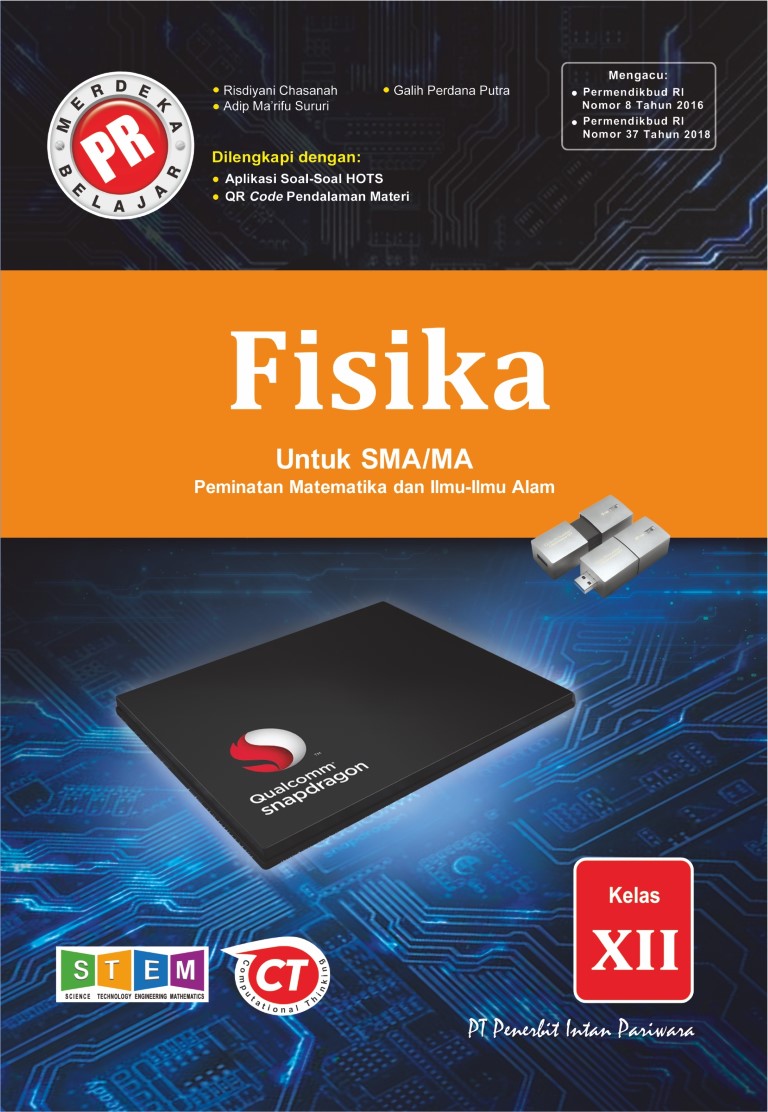 MERDEKA
PR
BELAJAR
Risdiyani Chasanah
Adip Ma'rifu Sururi
Galih Perdana Putra
Dilengkapi dengan:
Aplikasi Soal-Soal HOTS
QR Code Pendalaman Materi
Mengacu:
Permendikbud RI
Nomor 8 Tahun 2016
Permendikbud RI
Nomor 37 Tahun 2018
Fisika
Untuk SMA/MA
Peminatan Matematika dan Ilmu-Ilmu Alam
Qualcomm
snapdragon
™
Kelas
XII
STEM
SCIENCE TECHNOLOGY ENGINEERING MATHEMATICS
CT
Computational Thinking
PT Penerbit Intan Pariwara